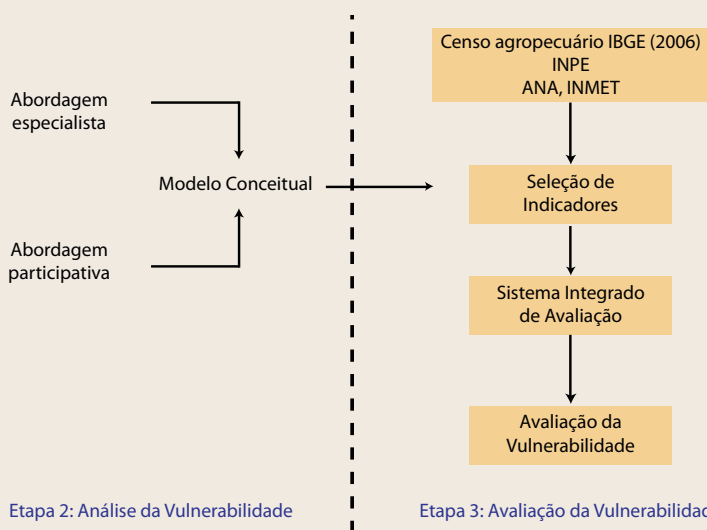 Abordagem
especialista
Modelo Conceitual
Abordagem
participativa
Etapa 2: Análise da Vulnerabilidade
Censo agropecuário IBGE (2006)
INPE
ANA, INMET
Seleção de
Indicadores
Sistema Integrado
de Avaliação
Avaliação da
Vulnerabilidade
Etapa 3: Avaliação da Vulnerabilidad